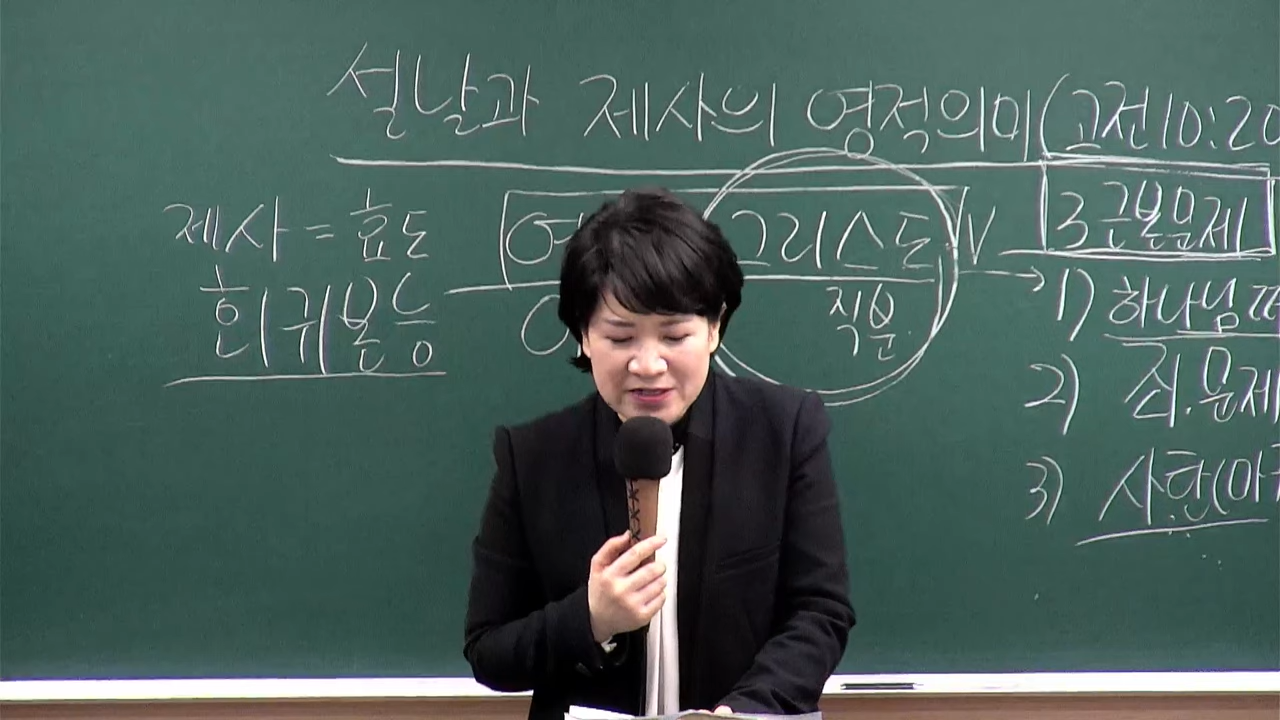 설날과 제사의 영적의미(고전10:20
제사=효도
회귀본능
그리스도
직분
3근본문제
1) 하나님
2) 죄.문제
3) 사탄(마